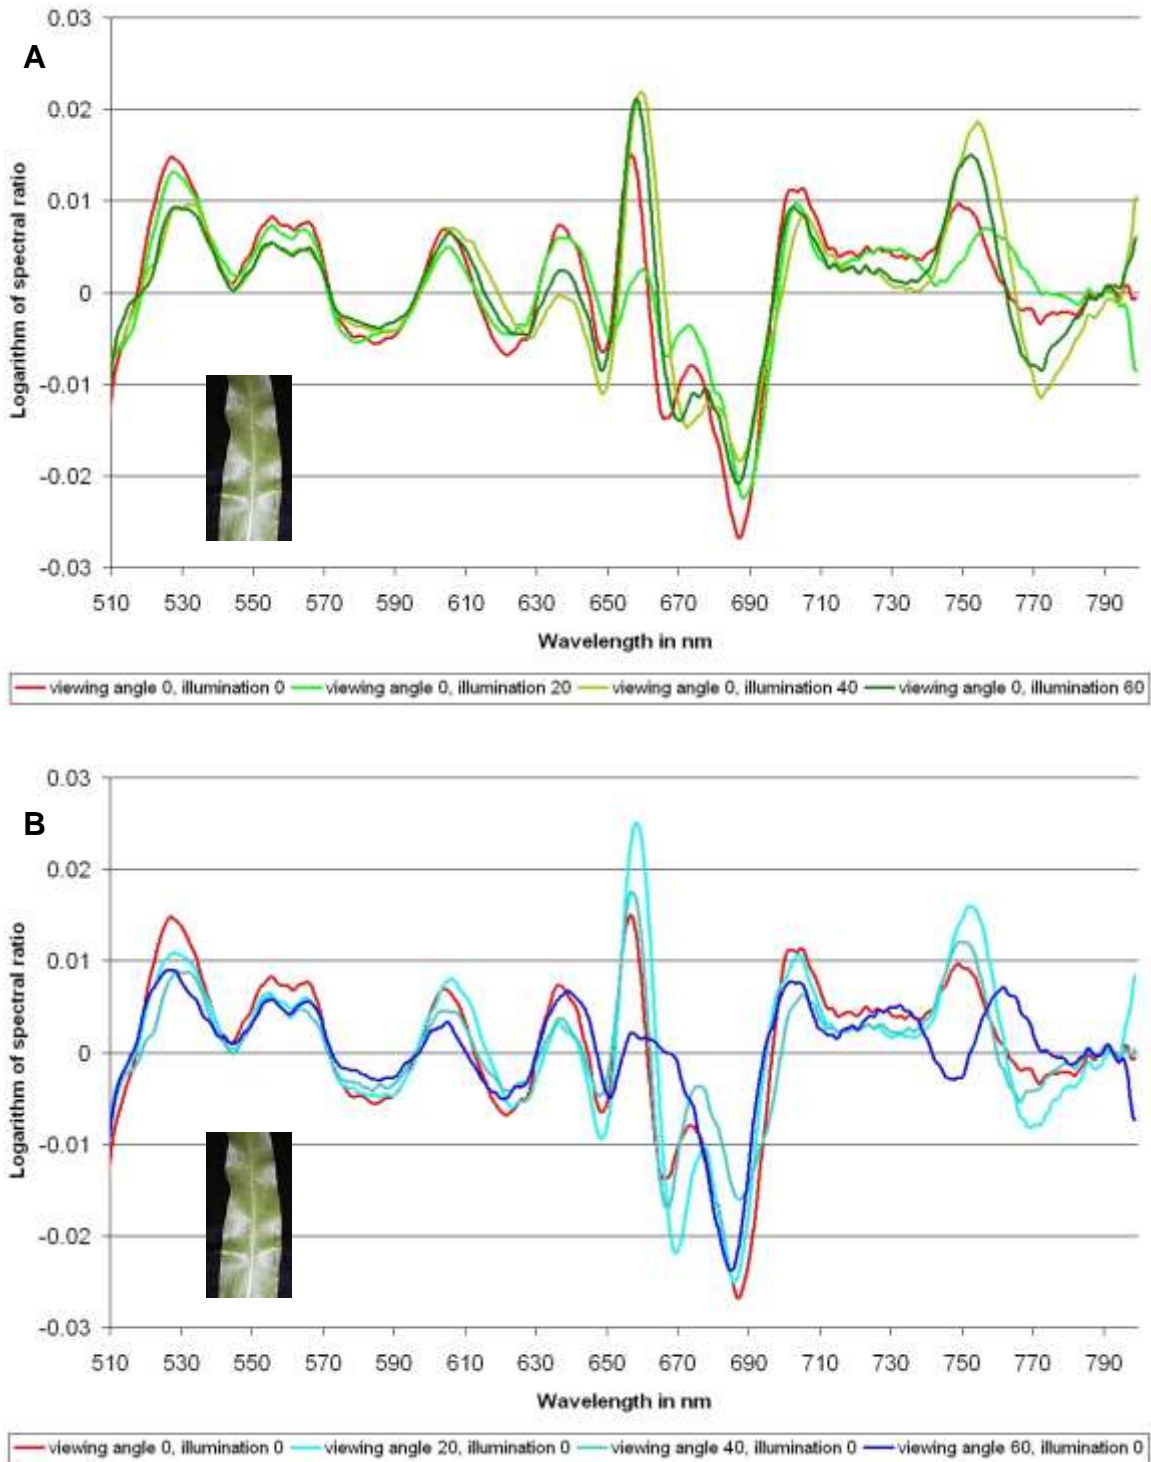 A
Logarithm of spectral ratio
0.03
0.02
0.01
0
-0.01
-0.02
-0.03
510 530 550 570 590 610 630 650 670 690 710 730 750 770 790
Wavelength in nm
viewing angle 0, illumination 0 viewing angle 0, illumination 20 viewing angle 0, illumination 40 viewing angle 0, illumination 60
B
Logarithm of spectral ratio
0.03
0.02
0.01
0
-0.01
-0.02
-0.03
510 530 550 570 590 610 630 650 670 690 710 730 750 770 790
Wavelength in nm
viewing angle 0, illumination 0 viewing angle 20, illumination 0 viewing angle 40, illumination 0 viewing angle 60, illumination 0